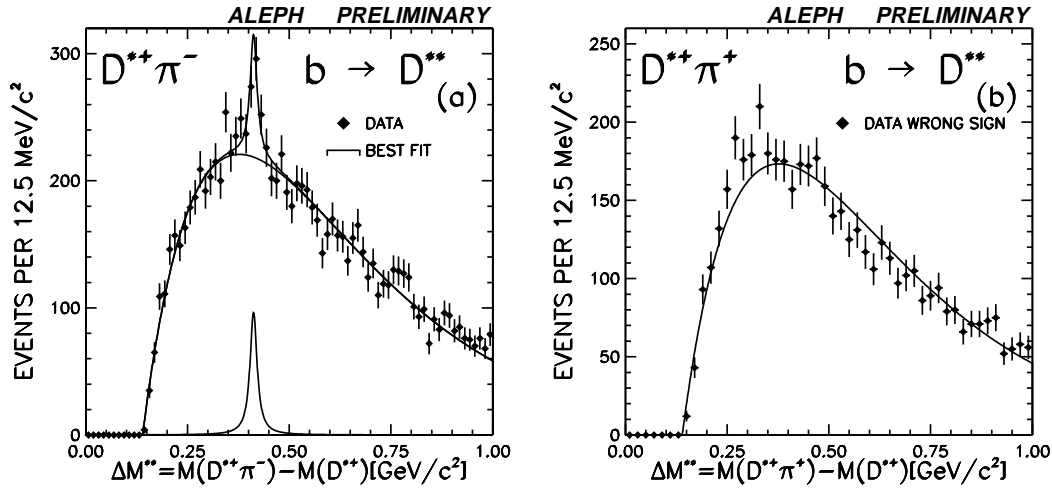 ALEPH PRELIMINARY
D*+π− b → D**
(a)
DATA
BEST FIT
EVENTS PER 12.5 MeV/c²
300
200
100
0
0.00 0.25 0.50 0.75 1.00
ΔM**=M(D*+π−)−M(D*+)[GeV/c²]
ALEPH PRELIMINARY
D*+π+ b → D**
(b)
DATA WRONG SIGN
EVENTS PER 12.5 MeV/c²
250
200
150
100
50
0
0.00 0.25 0.50 0.75 1.00
ΔM**=M(D*+π+)−M(D*+)[GeV/c²]